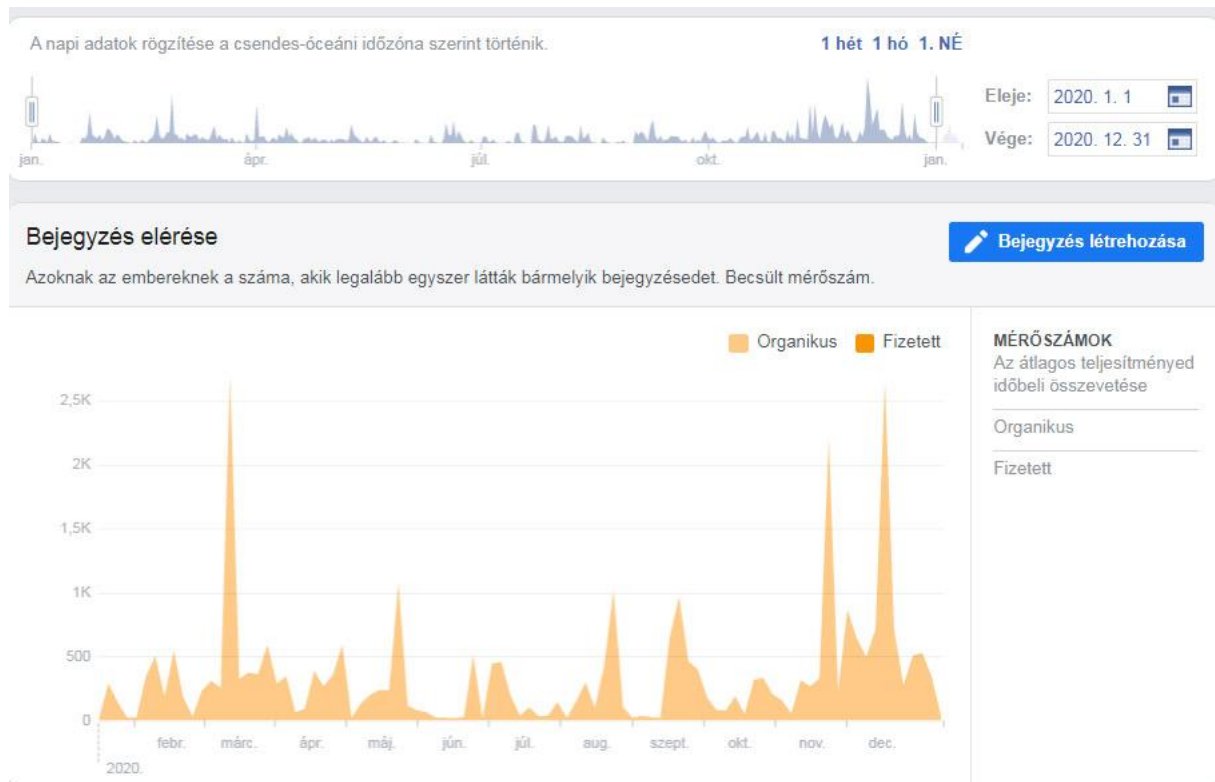 A napi adatok rögzítése a csendes-óceáni időzóna szerint történik.
1 hét 1 hó 1. NÉ
Eleje: 2020. 1. 1
Vége: 2020. 12. 31
jan. ápr. júl. okt. jan.
Bejegyzés elérése
Bejegyzés létrehozása
Azoknak az embereknek a száma, akik legalább egyszer látták bármelyik bejegyzésedet. Becsült mérőszám.
Organikus Fizetett
2,5K
2K
1,5K
1K
500
0
febr. márc. ápr. máj. jún. júl. aug. szept. okt. nov. dec.
2020.
MÉRŐSZÁMOK
Az átlagos teljesítményed
időbeli összevetése
Organikus
Fizetett